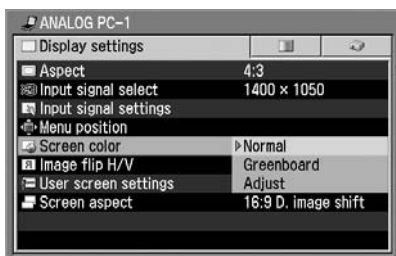 ANALOG PC-1
Display settings
Aspect 4:3
Input signal select 1400 × 1050
Input signal settings
Menu position
Screen color Normal
Image flip H/V Greenboard
User screen settings Adjust
Screen aspect 16:9 D. image shift